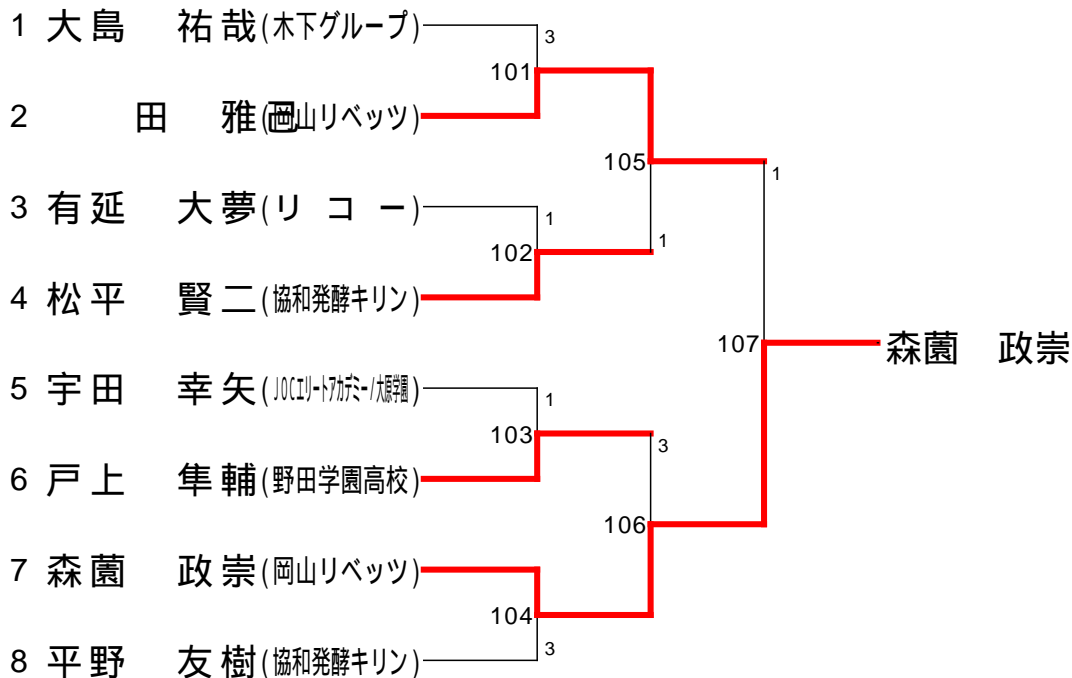 1 大島 祐哉(木下グループ)
3
101
2 田 雅己(岡山リベッツ)
105
1
3 有延 大夢(リコー)
1
102
1
4 松平 賢二(協和発酵キリン)
107
森薗 政崇
5 宇田 幸矢(JOCエリートアカデミー/大原学園)
1
103
3
6 戸上 隼輔(野田学園高校)
106
7 森薗 政崇(岡山リベッツ)
104
3
8 平野 友樹(協和発酵キリン)